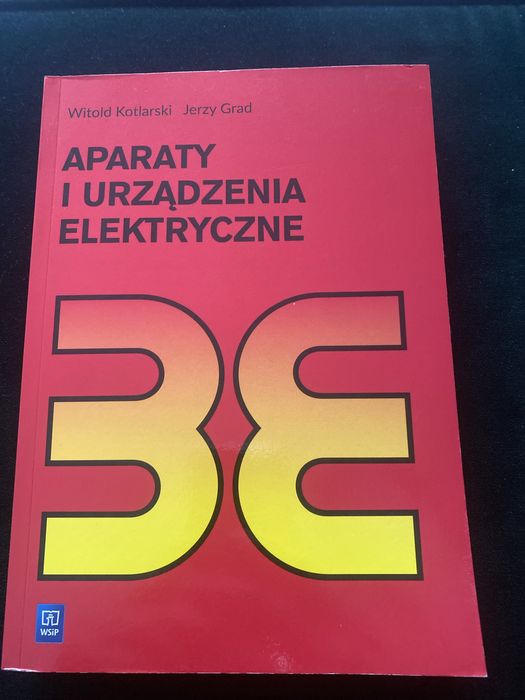 Witold Kotlarski Jerzy Grad
APARATY
I URZĄDZENIA
ELEKTRYCZNE
WSiP